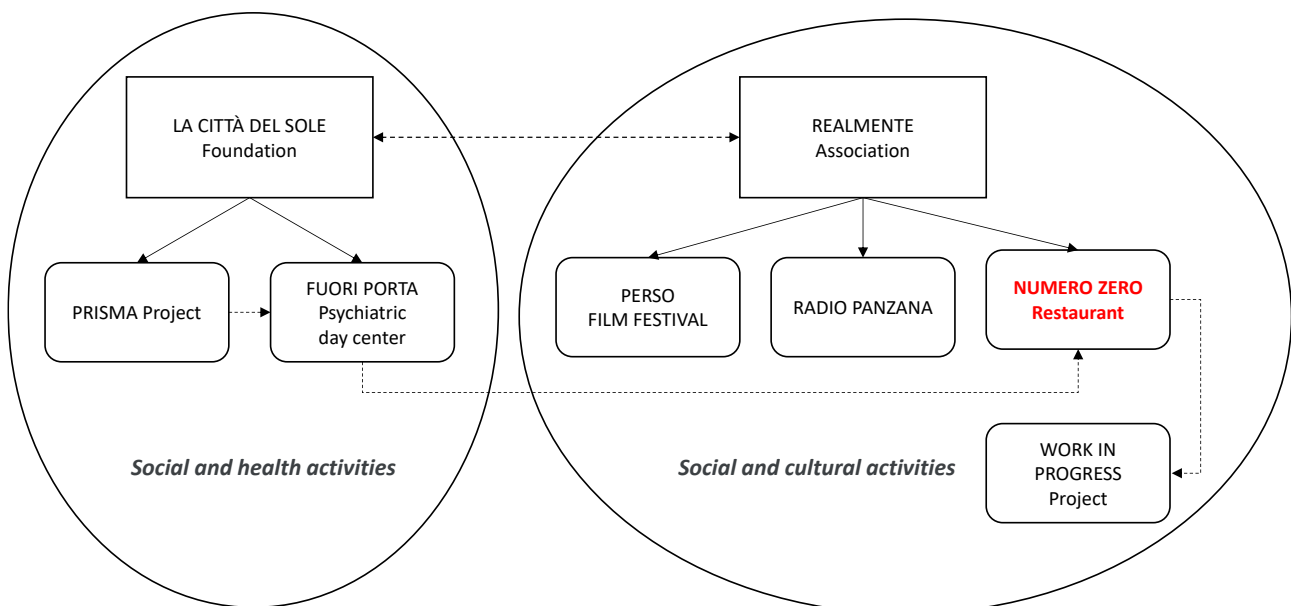 LA CITTÀ DEL SOLE
Foundation
REALMENTE
Association
PRISMA Project
FUORI PORTA
Psychiatric
day center
PERSO
FILM FESTIVAL
RADIO PANZANA
NUMERO ZERO
Restaurant
Social and health activities
Social and cultural activities
WORK IN
PROGRESS
Project